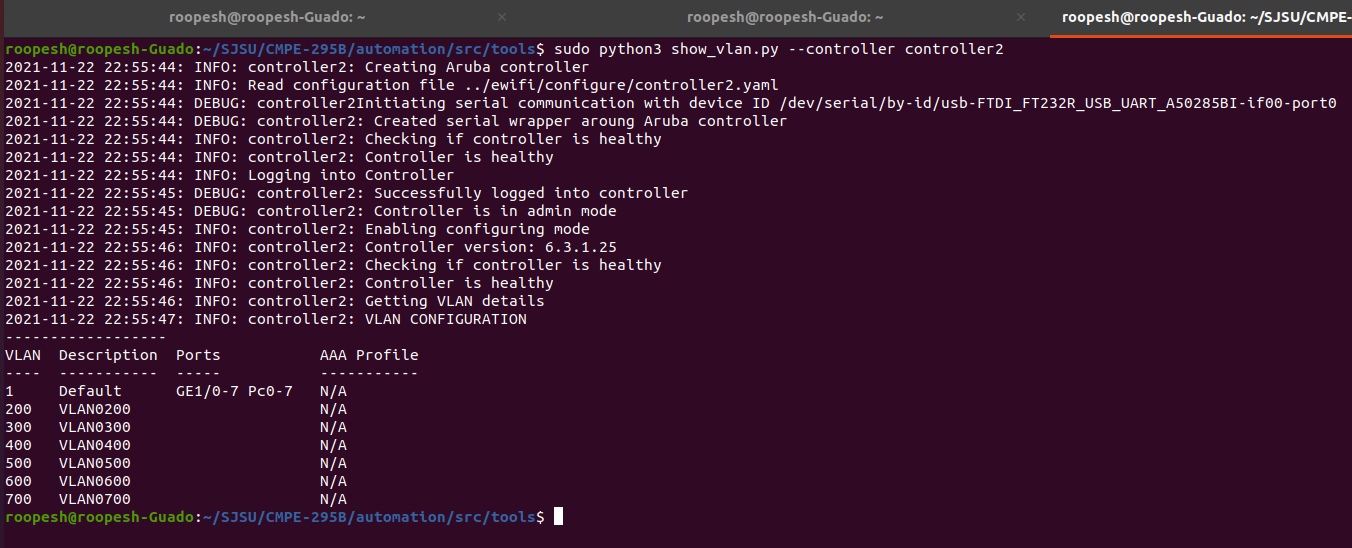 roopesh@roopesh-Guado: ~ × roopesh@roopesh-Guado: ~ × roopesh@roopesh-Guado: ~/SJSU/CMPE-
roopesh@roopesh-Guado:~/SJSU/CMPE-295B/automation/src/tools$ sudo python3 show_vlan.py --controller controller2
2021-11-22 22:55:44: INFO: controller2: Creating Aruba controller
2021-11-22 22:55:44: INFO: Read configuration file ../ewifi/configure/controller2.yaml
2021-11-22 22:55:44: DEBUG: controller2Initiating serial communication with device ID /dev/serial/by-id/usb-FTDI_FT232R_USB_UART_A50285BI-if00-port0
2021-11-22 22:55:44: DEBUG: controller2: Created serial wrapper aroung Aruba controller
2021-11-22 22:55:44: INFO: controller2: Checking if controller is healthy
2021-11-22 22:55:44: INFO: controller2: Controller is healthy
2021-11-22 22:55:44: INFO: Logging into Controller
2021-11-22 22:55:45: DEBUG: controller2: Successfully logged into controller
2021-11-22 22:55:45: DEBUG: controller2: Controller is in admin mode
2021-11-22 22:55:45: INFO: controller2: Enabling configuring mode
2021-11-22 22:55:46: INFO: controller2: Controller version: 6.3.1.25
2021-11-22 22:55:46: INFO: controller2: Checking if controller is healthy
2021-11-22 22:55:46: INFO: controller2: Controller is healthy
2021-11-22 22:55:46: INFO: controller2: Getting VLAN details
2021-11-22 22:55:47: INFO: controller2: VLAN CONFIGURATION
------------------
VLAN  Description  Ports           AAA Profile
----  -----------  -----           -----------
1     Default      GE1/0-7 Pc0-7   N/A
200   VLAN0200                     N/A
300   VLAN0300                     N/A
400   VLAN0400                     N/A
500   VLAN0500                     N/A
600   VLAN0600                     N/A
700   VLAN0700                     N/A
roopesh@roopesh-Guado:~/SJSU/CMPE-295B/automation/src/tools$